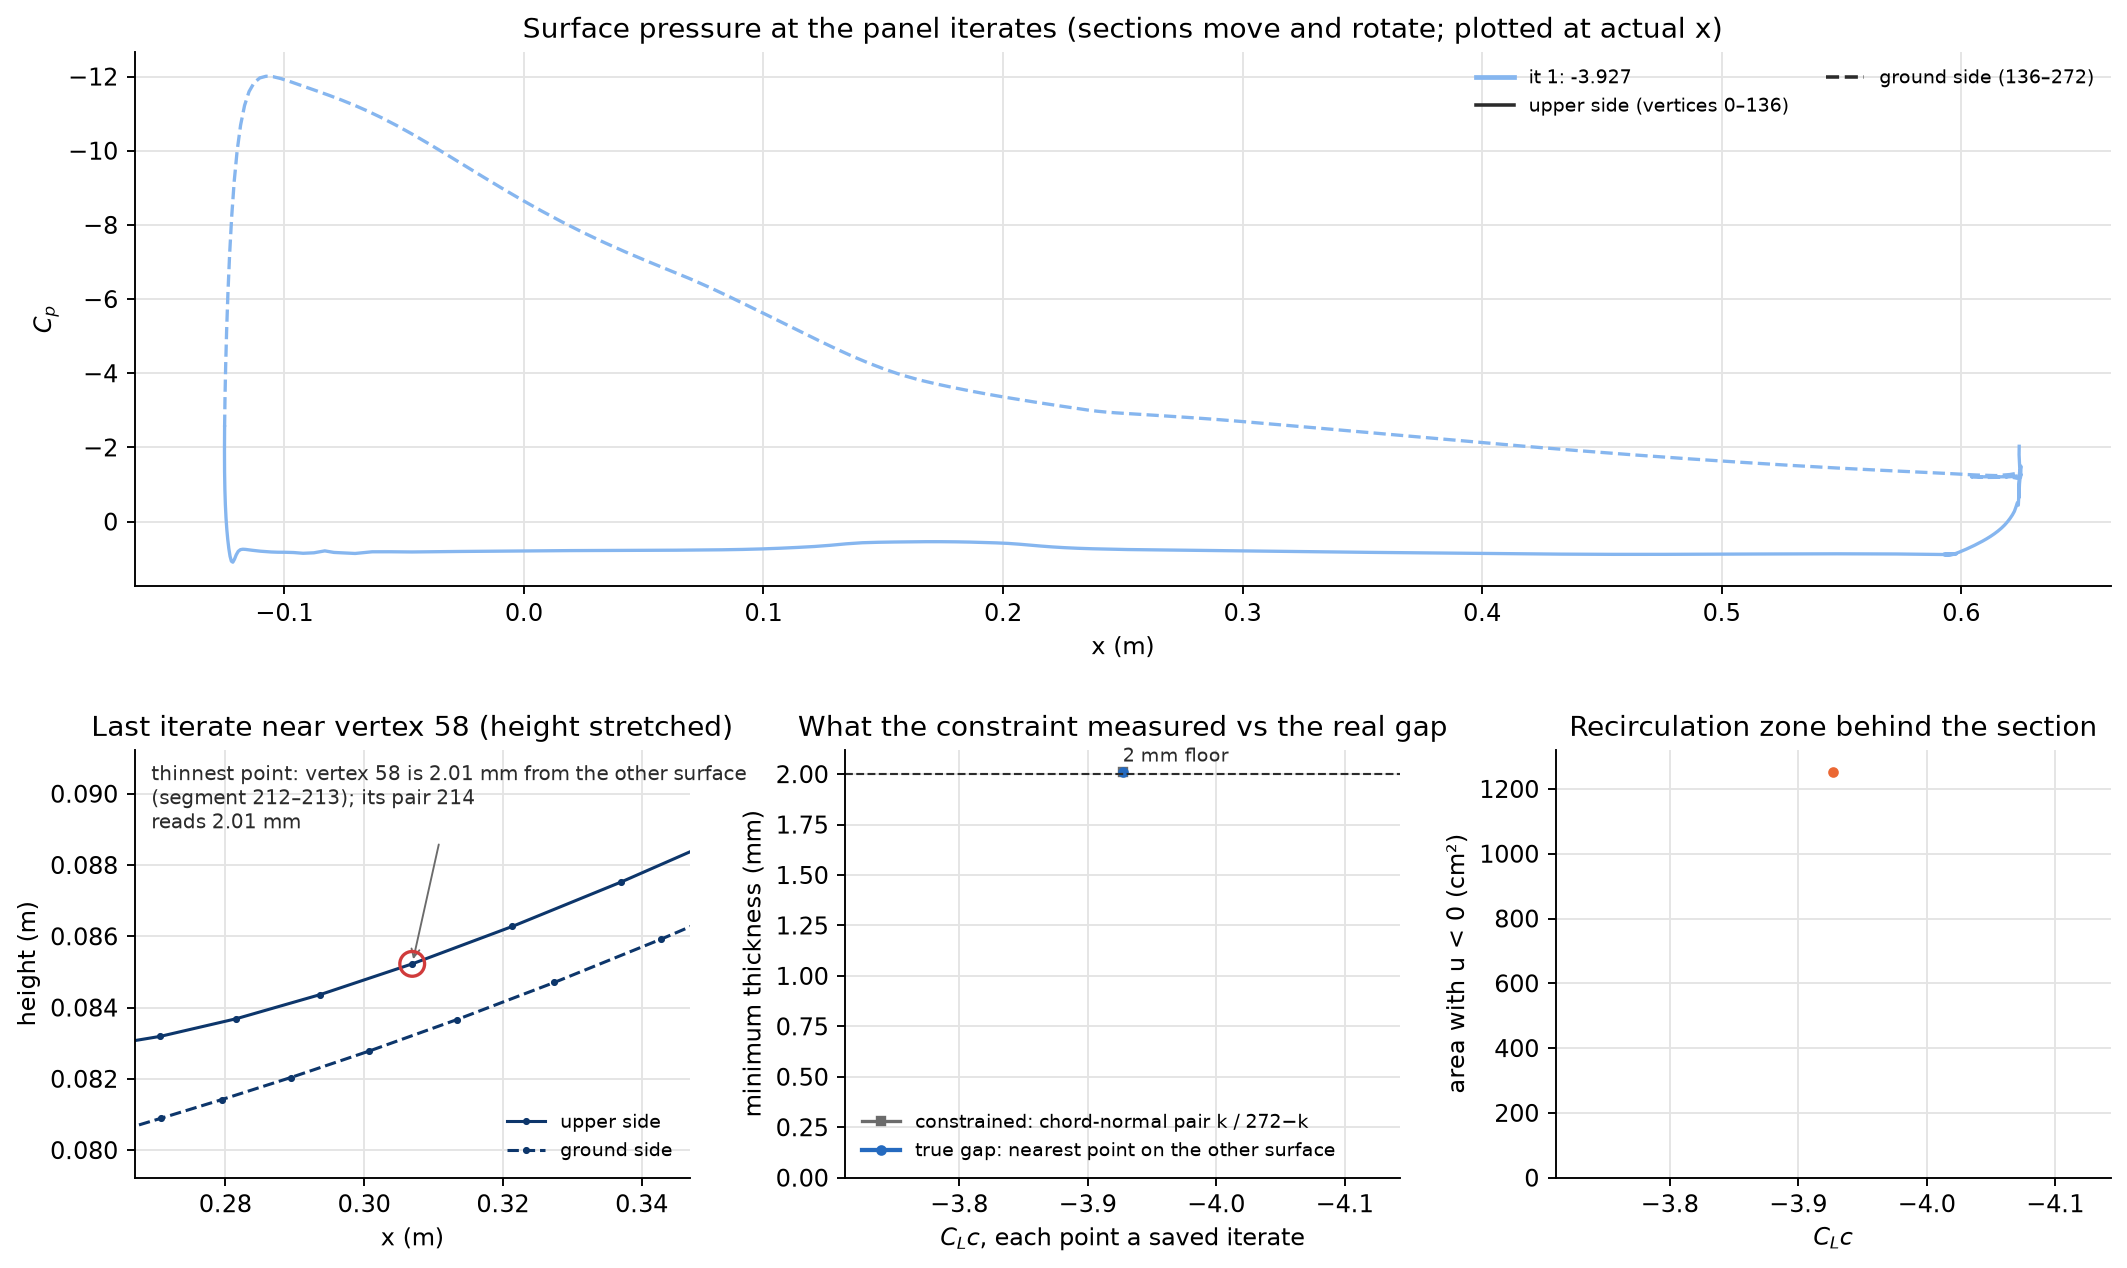 Surface pressure at the panel iterates (sections move and rotate; plotted at actual x)
−12
−10
−8
−6
−4
−2
0
Cp
it 1: -3.927
upper side (vertices 0–136)
ground side (136–272)
−0.1
0.0
0.1
0.2
0.3
0.4
0.5
0.6
x (m)
Last iterate near vertex 58 (height stretched)
thinnest point: vertex 58 is 2.01 mm from the other surface
(segment 212–213); its pair 214
reads 2.01 mm
0.090
0.088
0.086
0.084
0.082
0.080
height (m)
upper side
ground side
0.28
0.30
0.32
0.34
x (m)
What the constraint measured vs the real gap
2 mm floor
2.00
1.75
1.50
1.25
1.00
0.75
0.50
0.25
0.00
minimum thickness (mm)
constrained: chord-normal pair k / 272−k
true gap: nearest point on the other surface
−3.8
−3.9
−4.0
−4.1
CLc, each point a saved iterate
Recirculation zone behind the section
1200
1000
800
600
400
200
0
area with u < 0 (cm²)
−3.8
−3.9
−4.0
−4.1
CLc